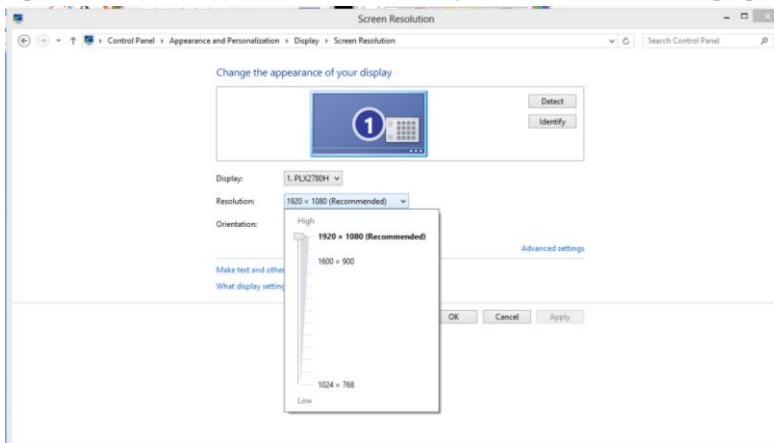 Screen Resolution
Control Panel Appearance and Personalization Display Screen Resolution
Search Control Panel
Change the appearance of your display
1
Detect
Identify
Display:
1. PLX2780H
Resolution:
1920 × 1080 (Recommended)
Orientation:
High
1920 × 1080 (Recommended)
1600 × 900
1024 × 768
Low
Advanced settings
Make text and othe
What display setting
OK Cancel Apply